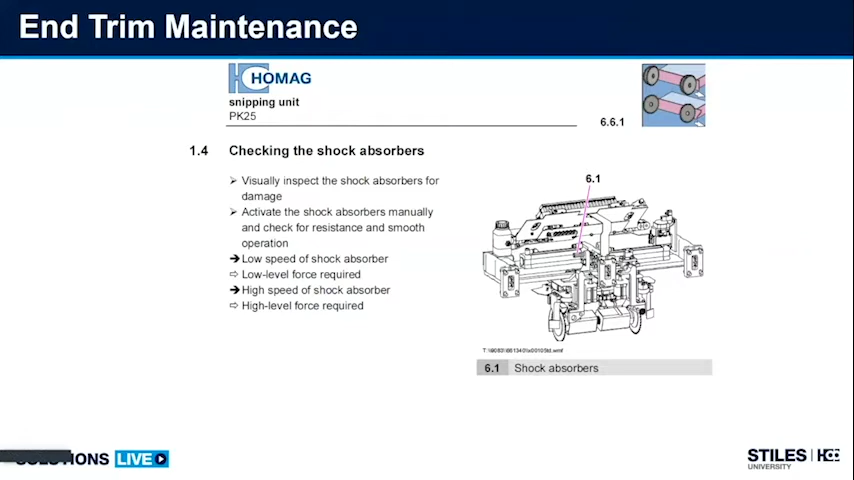 End Trim Maintenance
HOMAG
snipping unit
PK25
6.6.1
1.4 Checking the shock absorbers
➢ Visually inspect the shock absorbers for
damage
➢ Activate the shock absorbers manually
and check for resistance and smooth
operation
➔ Low speed of shock absorber
⇨ Low-level force required
➔ High speed of shock absorber
⇨ High-level force required
6.1
6.1 Shock absorbers
SOLUTIONS LIVE
STILES
UNIVERSITY